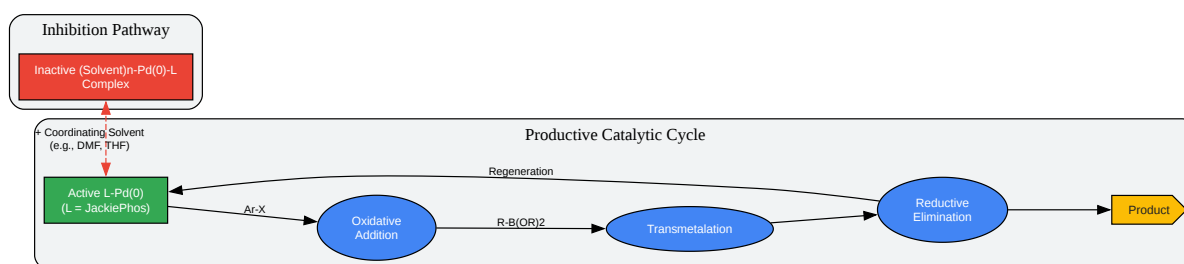 Inhibition Pathway
Inactive (Solvent)n-Pd(0)-L
Complex
+ Coordinating Solvent
(e.g., DMF, THF)
Productive Catalytic Cycle
Regeneration
Active L-Pd(0)
(L = JackiePhos)
Ar-X
Oxidative
Addition
R-B(OR)2
Transmetalation
Reductive
Elimination
Product